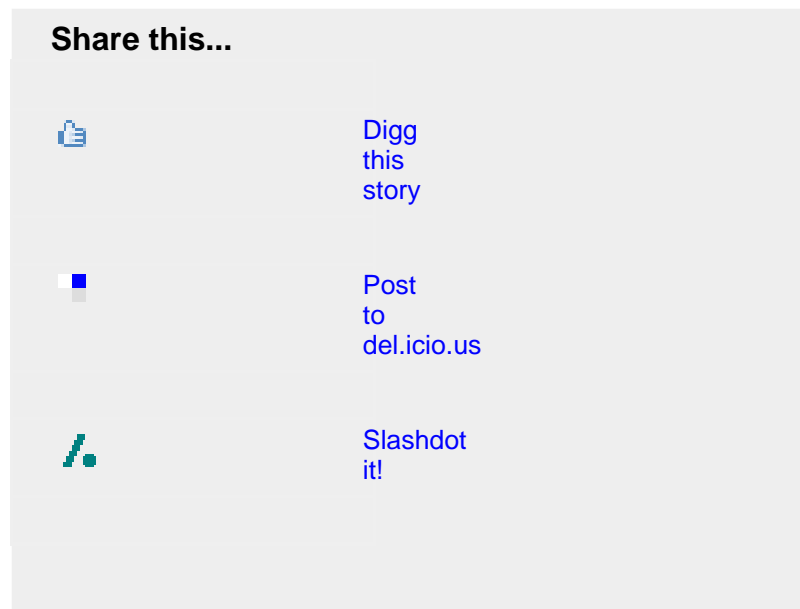 Share this...
Digg
this
story
Post
to
del.icio.us
Slashdot
it!